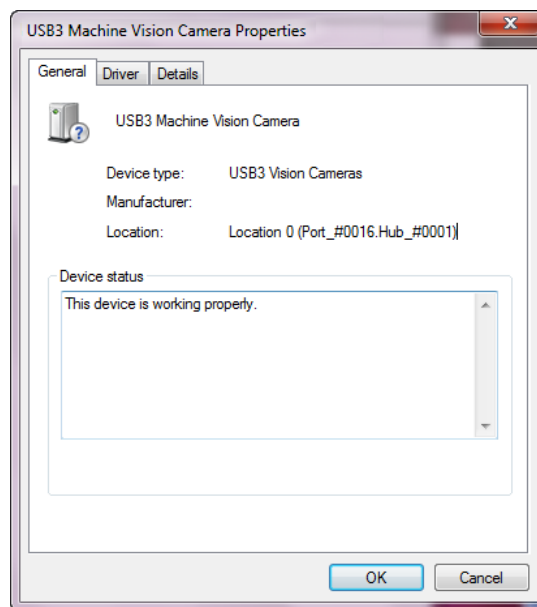 USB3 Machine Vision Camera Properties
x
General Driver Details
?
USB3 Machine Vision Camera
Device type: USB3 Vision Cameras
Manufacturer:
Location: Location 0 (Port_#0016.Hub_#0001)
Device status
This device is working properly.
OK Cancel